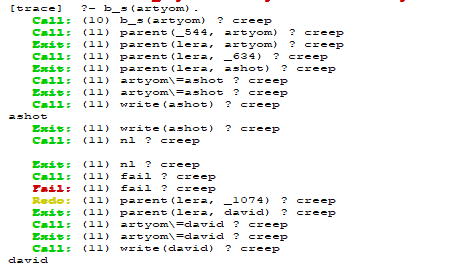 [trace]  ?- b_s(artyom).
   Call: (10) b_s(artyom) ? creep
   Call: (11) parent(_544, artyom) ? creep
   Exit: (11) parent(lera, artyom) ? creep
   Call: (11) parent(lera, _634) ? creep
   Exit: (11) parent(lera, ashot) ? creep
   Call: (11) artyom\=ashot ? creep
   Exit: (11) artyom\=ashot ? creep
   Call: (11) write(ashot) ? creep
ashot
   Exit: (11) write(ashot) ? creep
   Call: (11) nl ? creep

   Exit: (11) nl ? creep
   Call: (11) fail ? creep
   Fail: (11) fail ? creep
   Redo: (11) parent(lera, _1074) ? creep
   Exit: (11) parent(lera, david) ? creep
   Call: (11) artyom\=david ? creep
   Exit: (11) artyom\=david ? creep
   Call: (11) write(david) ? creep
david